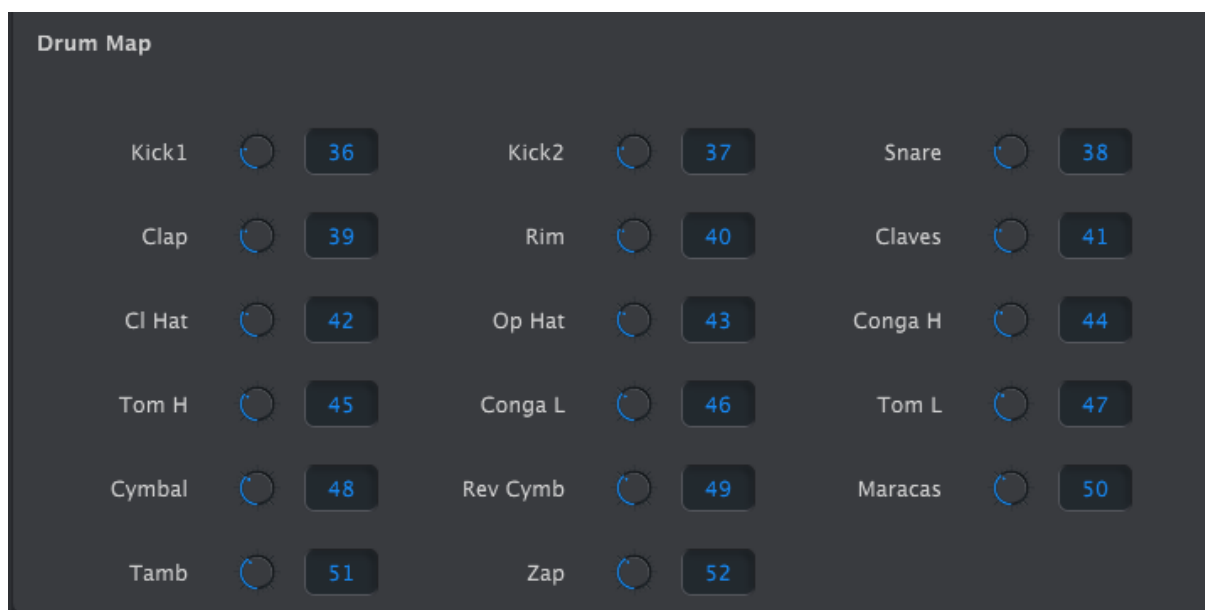 Drum Map
Kick1 36 Kick2 37 Snare 38
Clap 39 Rim 40 Claves 41
Cl Hat 42 Op Hat 43 Conga H 44
Tom H 45 Conga L 46 Tom L 47
Cymbal 48 Rev Cymb 49 Maracas 50
Tamb 51 Zap 52